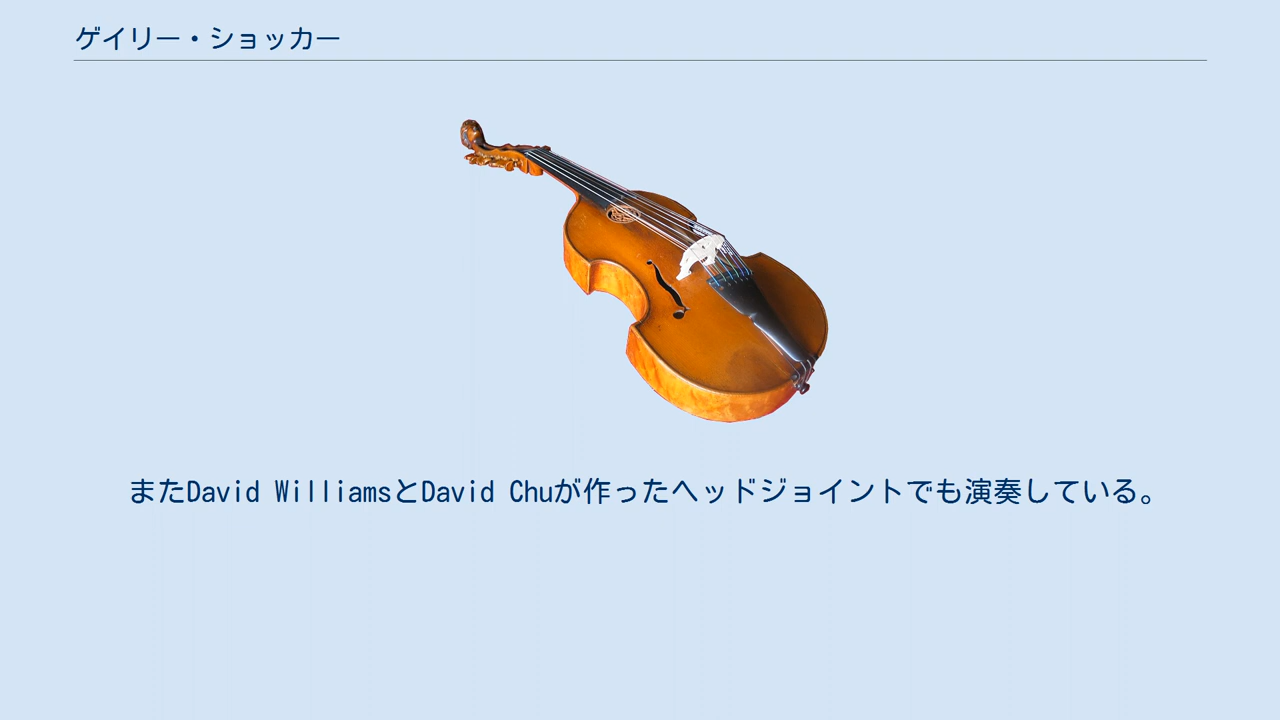 ゲイリー・ショッカー
またDavid WilliamsとDavid Chuが作ったヘッドジョイントでも演奏している。